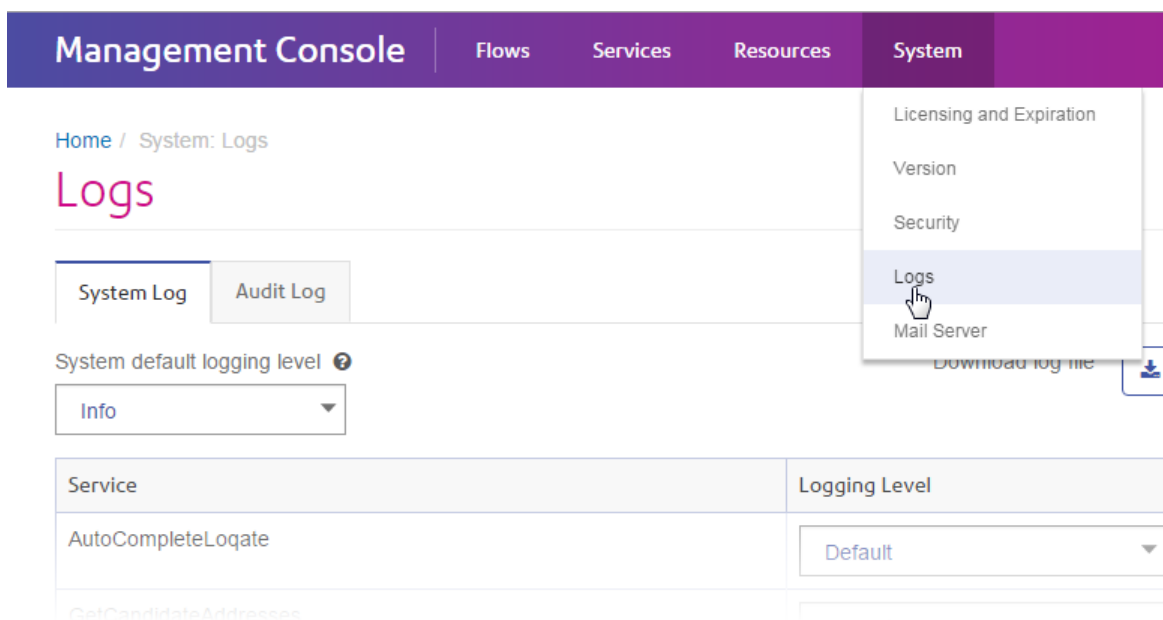 Management Console Flows Services Resources System
Licensing and Expiration
Home / System: Logs
Version
Logs
Security
Logs
System Log Audit Log
Mail Server
System default logging level Download log file
Info
Service Logging Level
AutoCompleteLoqate Default
GetCandidateAddresses